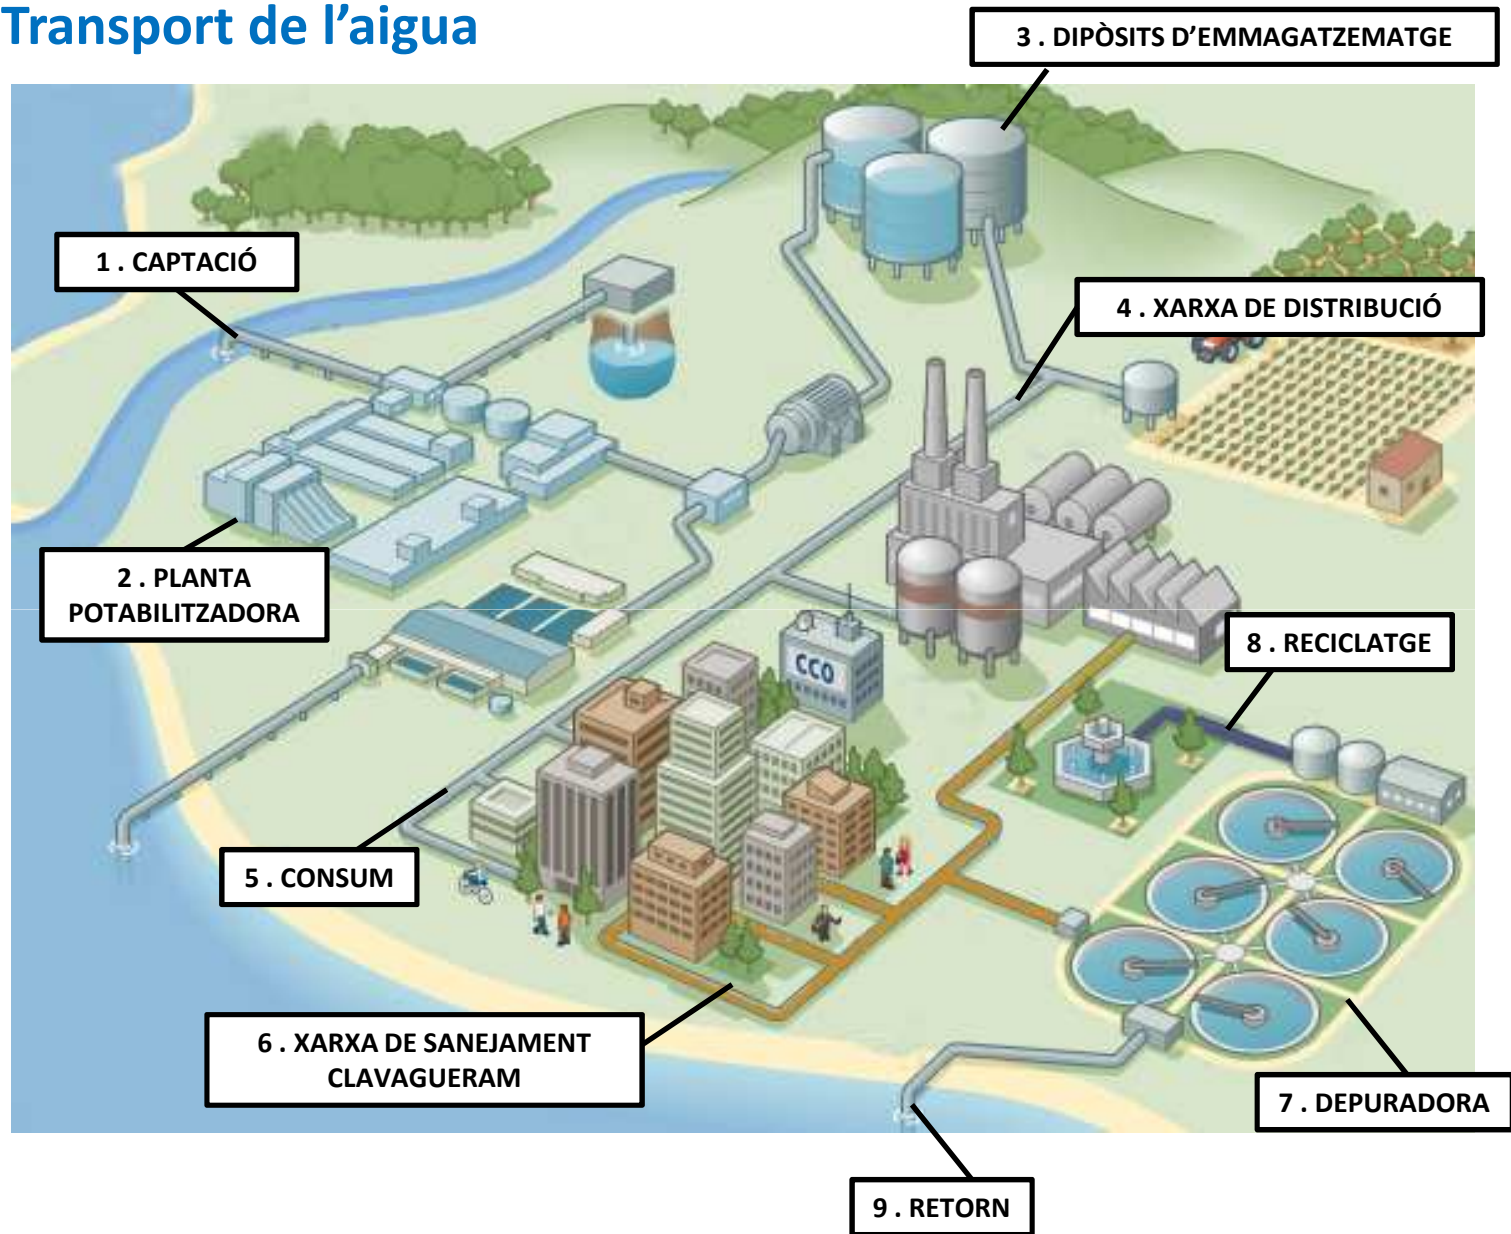 Transport de l’aigua
3 . DIPÒSITS D’EMMAGATZEMATGE
1 . CAPTACIÓ
4 . XARXA DE DISTRIBUCIÓ
2 . PLANTA
POTABILITZADORA
8 . RECICLATGE
CCO
5 . CONSUM
6 . XARXA DE SANEJAMENT
CLAVAGUERAM
7 . DEPURADORA
9 . RETORN